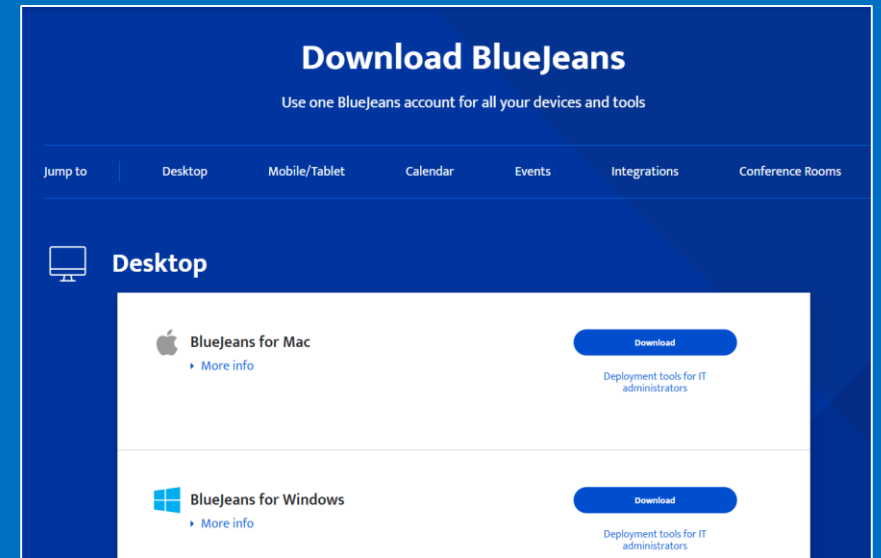 Download BlueJeans
Use one BlueJeans account for all your devices and tools
Jump to Desktop Mobile/Tablet Calendar Events Integrations Conference Rooms
Desktop
BlueJeans for Mac
More info
Download
Deployment tools for IT
administrators
BlueJeans for Windows
More info
Download
Deployment tools for IT
administrators